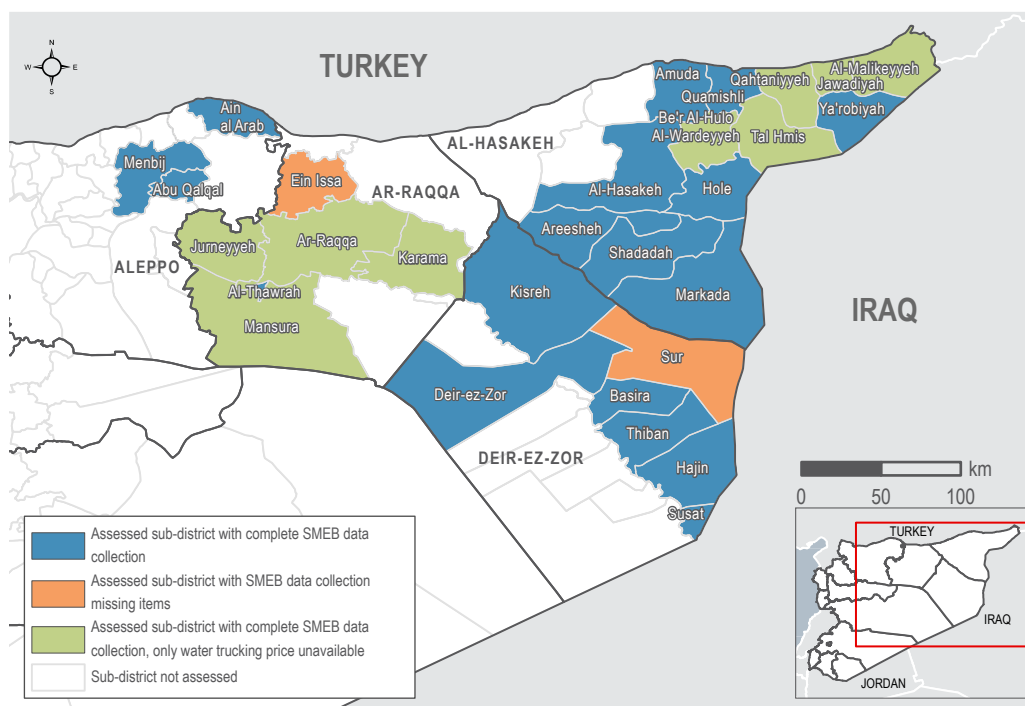 N
W
E
S
TURKEY
Amuda
Qahtaniyyeh
Al-Malikeyyeh
Jawadiyah
Quamishli
Ya'robiyah
Ain
al Arab
Be'r Al-Hulo
Al-Wardeyyeh
Tal Hmis
AL-HASAKEH
Menbij
Abu Qalqal
Ein Issa
AR-RAQQA
Al-Hasakeh
Hole
Areesheh
Shadadah
Jurneyyeh
Ar-Raqqa
Karama
ALEPPO
Al-Thawrah
Kisreh
Markada
IRAQ
Mansura
Sur
Deir-ez-Zor
Basira
Thiban
DEIR-EZ-ZOR
Hajin
Susat
km
0
50
100
Assessed sub-district with complete SMEB data
collection
Assessed sub-district with SMEB data collection
missing items
Assessed sub-district with complete SMEB data
collection, only water trucking price unavailable
Sub-district not assessed
TURKEY
IRAQ
JORDAN